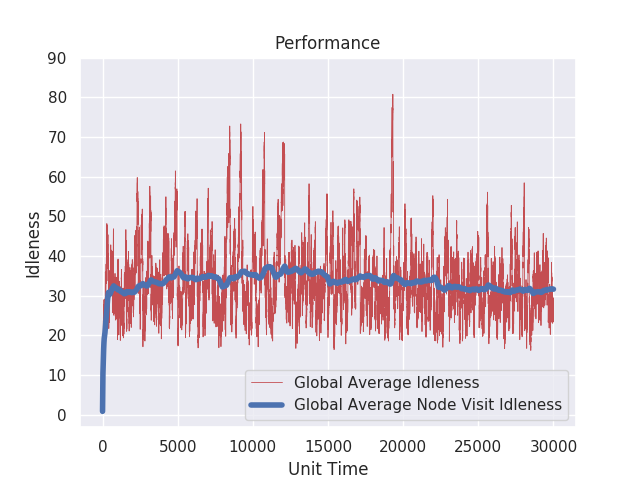 Performance
90
80
70
60
50
40
30
20
10
0
Idleness
Global Average Idleness
Global Average Node Visit Idleness
0 5000 10000 15000 20000 25000 30000
Unit Time